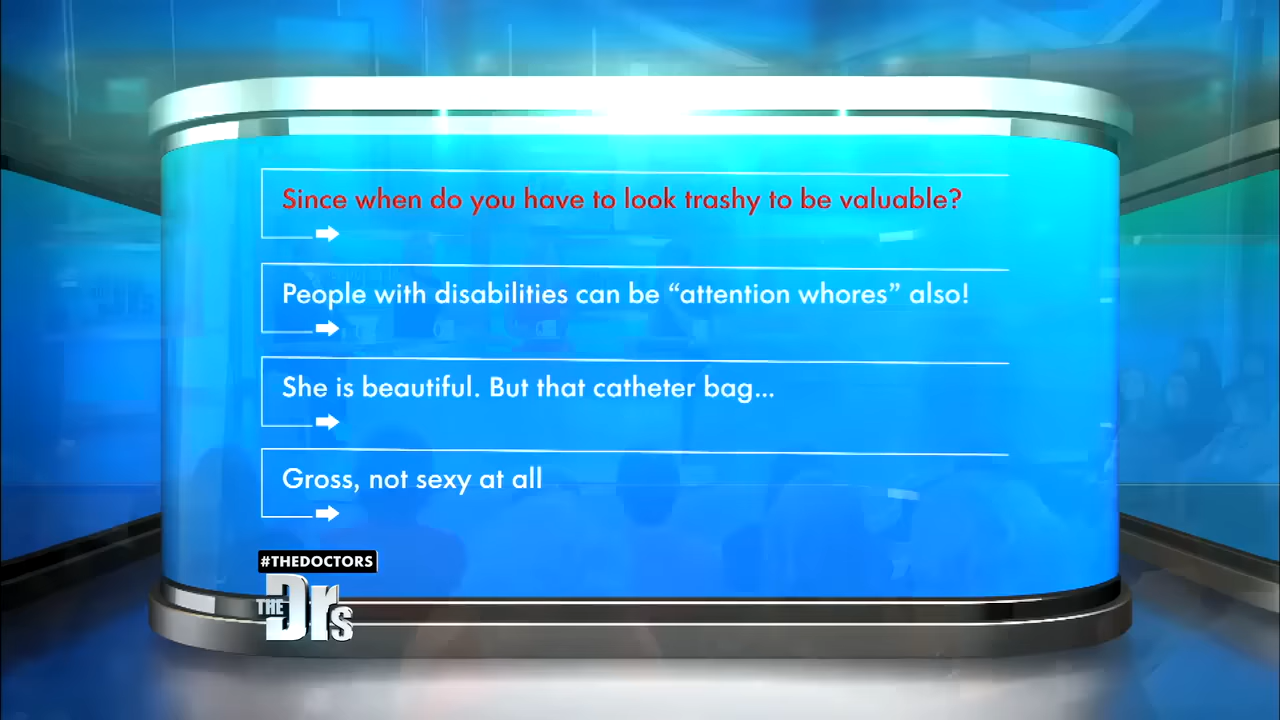 Since when do you have to look trashy to be valuable?
People with disabilities can be “attention whores” also!
She is beautiful. But that catheter bag...
Gross, not sexy at all
#THEDOCTORS
THE Drs